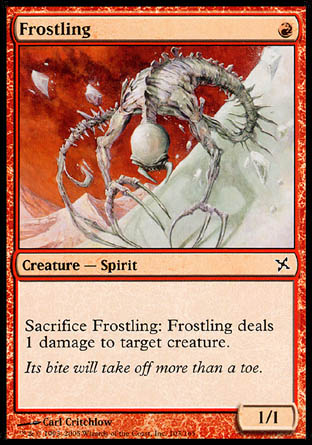 Frostling
Creature — Spirit
Sacrifice Frostling: Frostling deals
1 damage to target creature.
Its bite will take off more than a toe.
Carl Critchlow
1/1